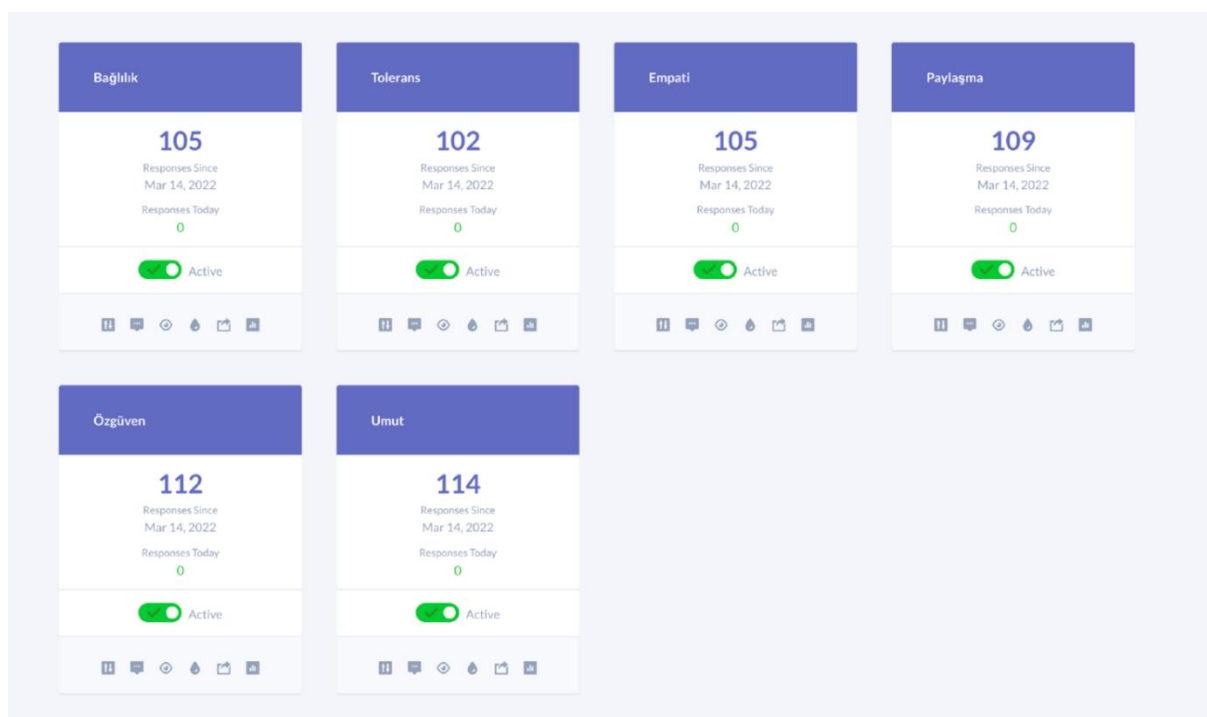 Bağlılık
105
Responses Since
Mar 14, 2022
Responses Today
0
Active
Tolerans
102
Responses Since
Mar 14, 2022
Responses Today
0
Active
Empati
105
Responses Since
Mar 14, 2022
Responses Today
0
Active
Paylaşma
109
Responses Since
Mar 14, 2022
Responses Today
0
Active
Özgüven
112
Responses Since
Mar 14, 2022
Responses Today
0
Active
Umut
114
Responses Since
Mar 14, 2022
Responses Today
0
Active